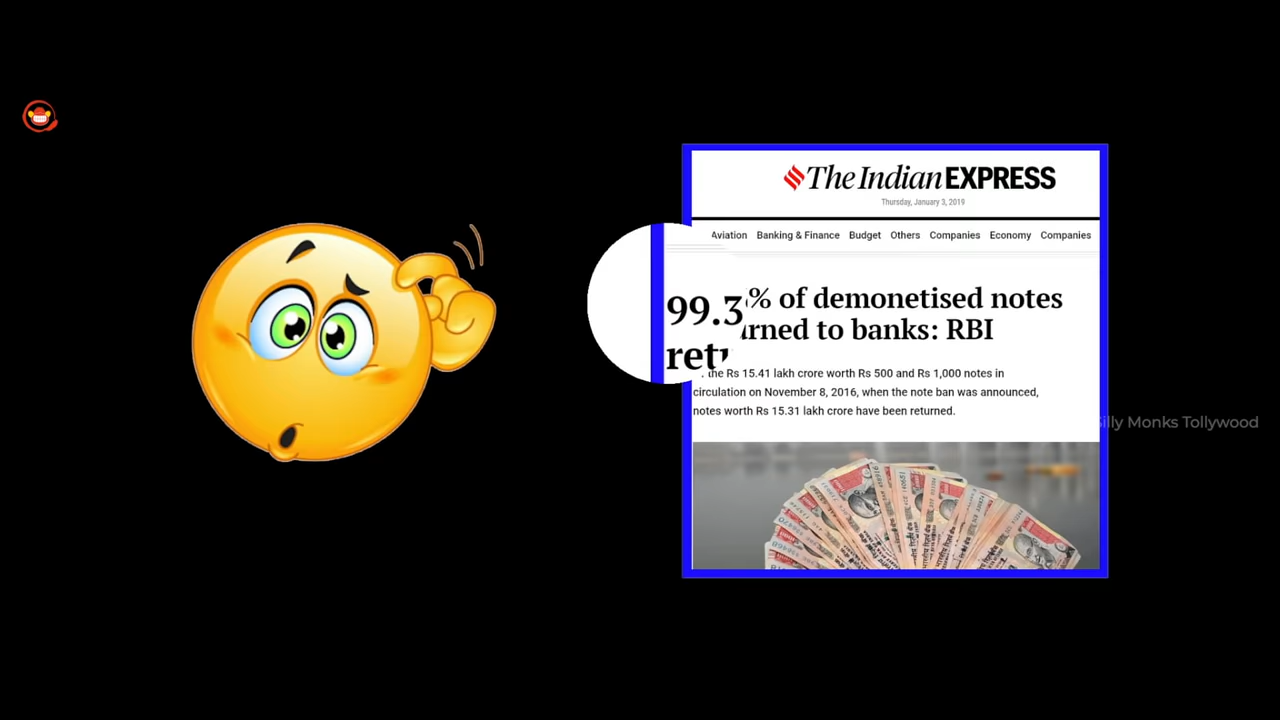 The Indian EXPRESS
Thursday, January 3, 2019
Aviation Banking & Finance Budget Others Companies Economy Companies
99.3% of demonetised notes
returned to banks: RBI
the Rs 15.41 lakh crore worth Rs 500 and Rs 1,000 notes in
circulation on November 8, 2016, when the note ban was announced,
notes worth Rs 15.31 lakh crore have been returned.
Silly Monks Tollywood